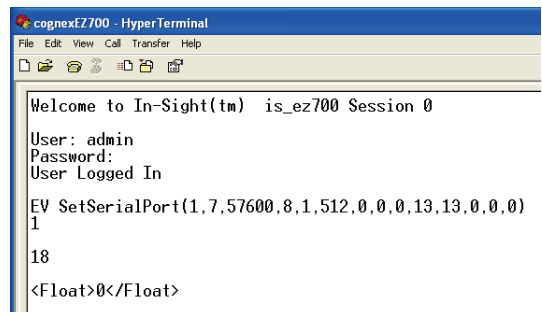 cognexEZ700 - HyperTerminal
File Edit View Call Transfer Help
Welcome to In-Sight(tm)  is_ez700 Session 0
User: admin
Password:
User Logged In
EV SetSerialPort(1,7,57600,8,1,512,0,0,0,13,13,0,0,0)
1
18
<Float>0</Float>